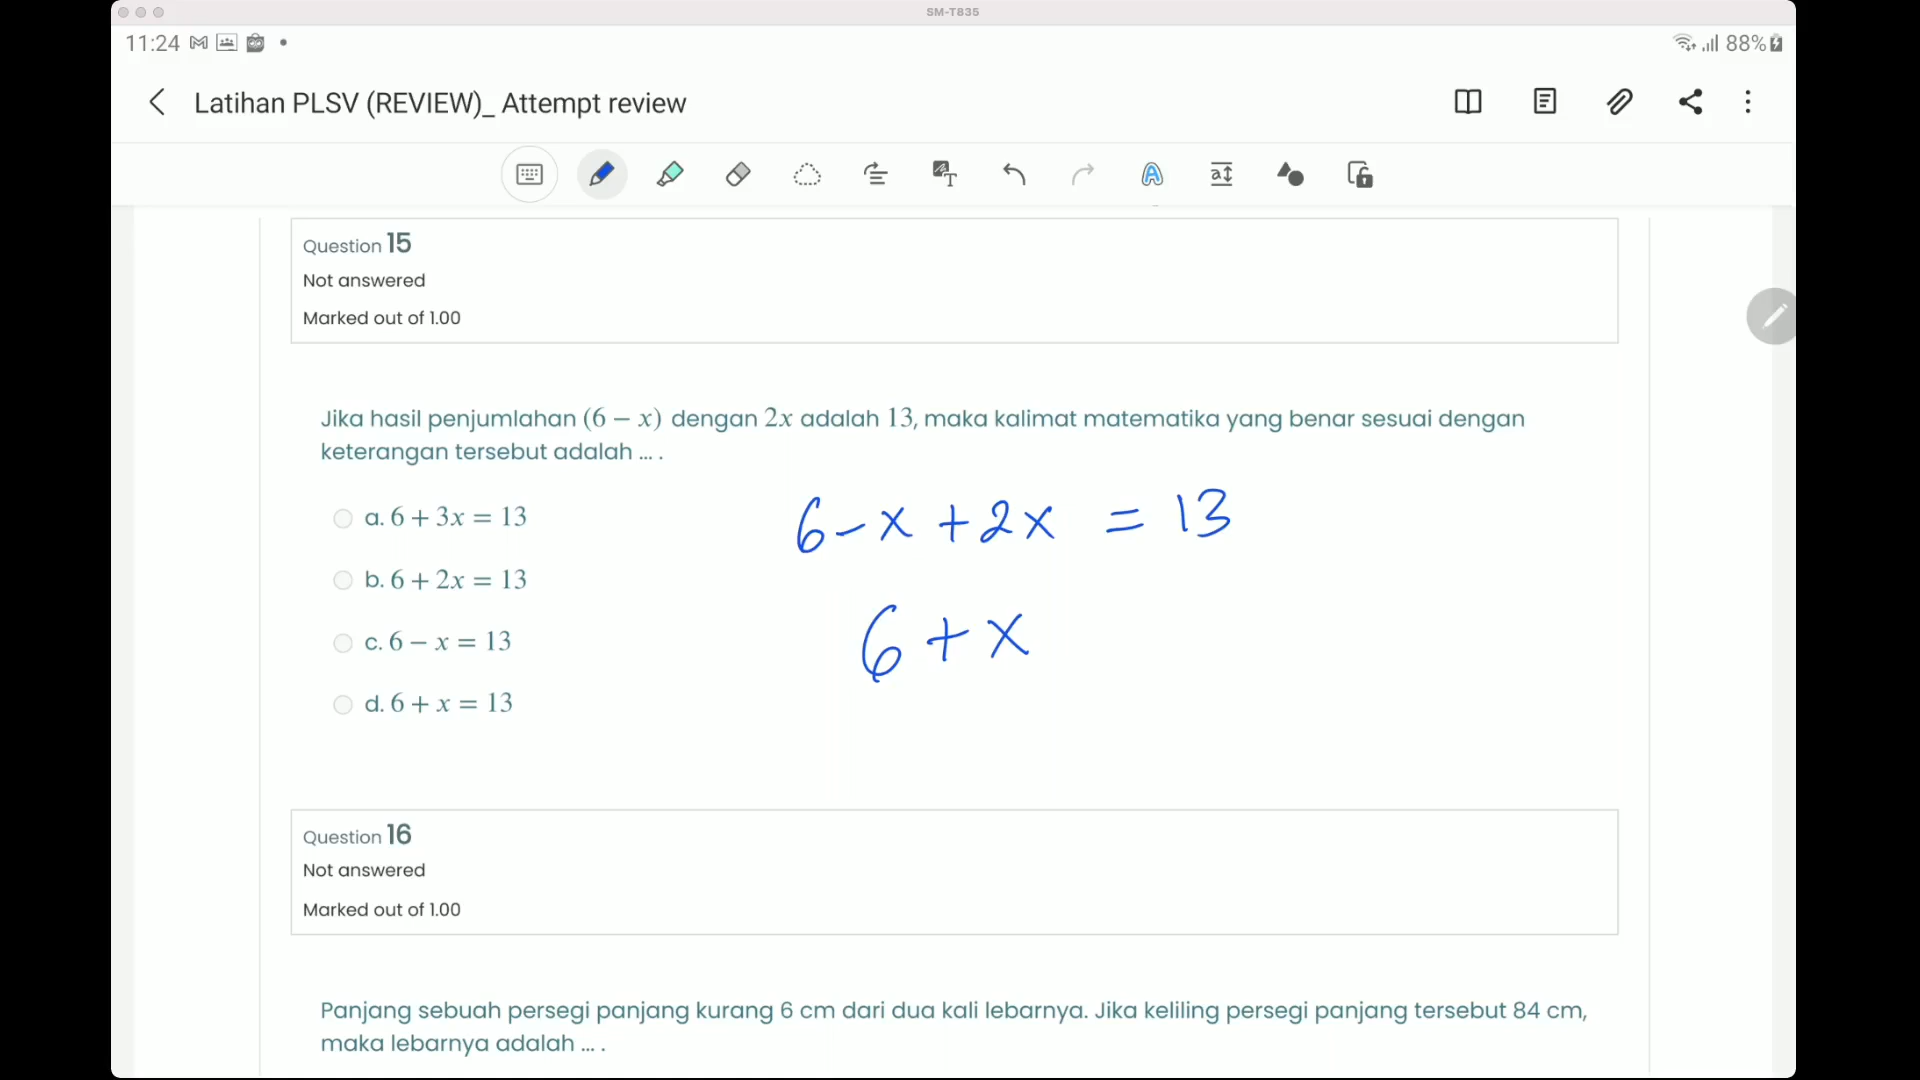 SM-T835
11:24
88%
Latihan PLSV (REVIEW)_ Attempt review
Question 15
Not answered
Marked out of 1.00
Jika hasil penjumlahan (6 − x) dengan 2x adalah 13, maka kalimat matematika yang benar sesuai dengan
keterangan tersebut adalah ... .
a. 6 + 3x = 13
b. 6 + 2x = 13
c. 6 − x = 13
d. 6 + x = 13
6 − x + 2x = 13
6 + x
Question 16
Not answered
Marked out of 1.00
Panjang sebuah persegi panjang kurang 6 cm dari dua kali lebarnya. Jika keliling persegi panjang tersebut 84 cm,
maka lebarnya adalah ... .